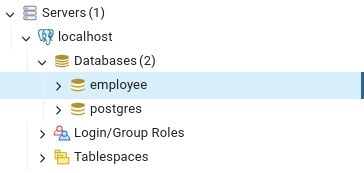 Servers (1)
localhost
Databases (2)
employee
postgres
Login/Group Roles
Tablespaces